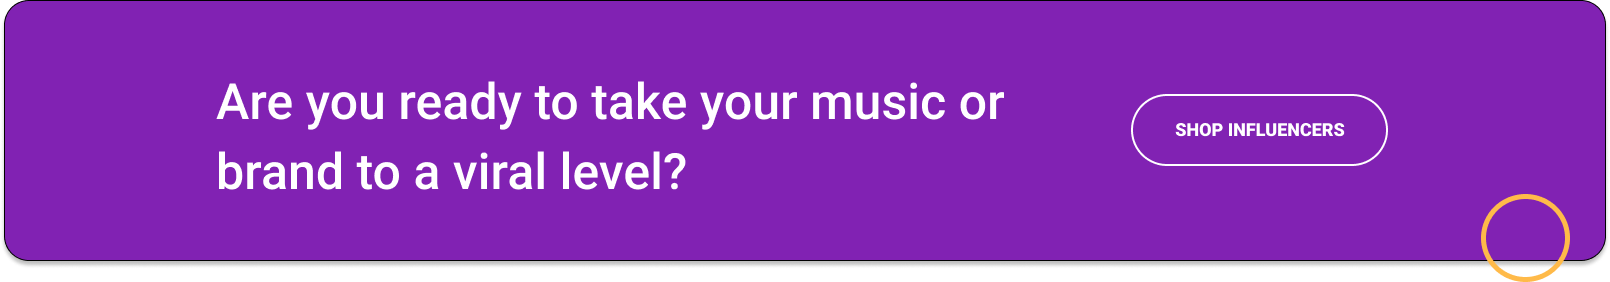 Are you ready to take your music or
brand to a viral level?
SHOP INFLUENCERS